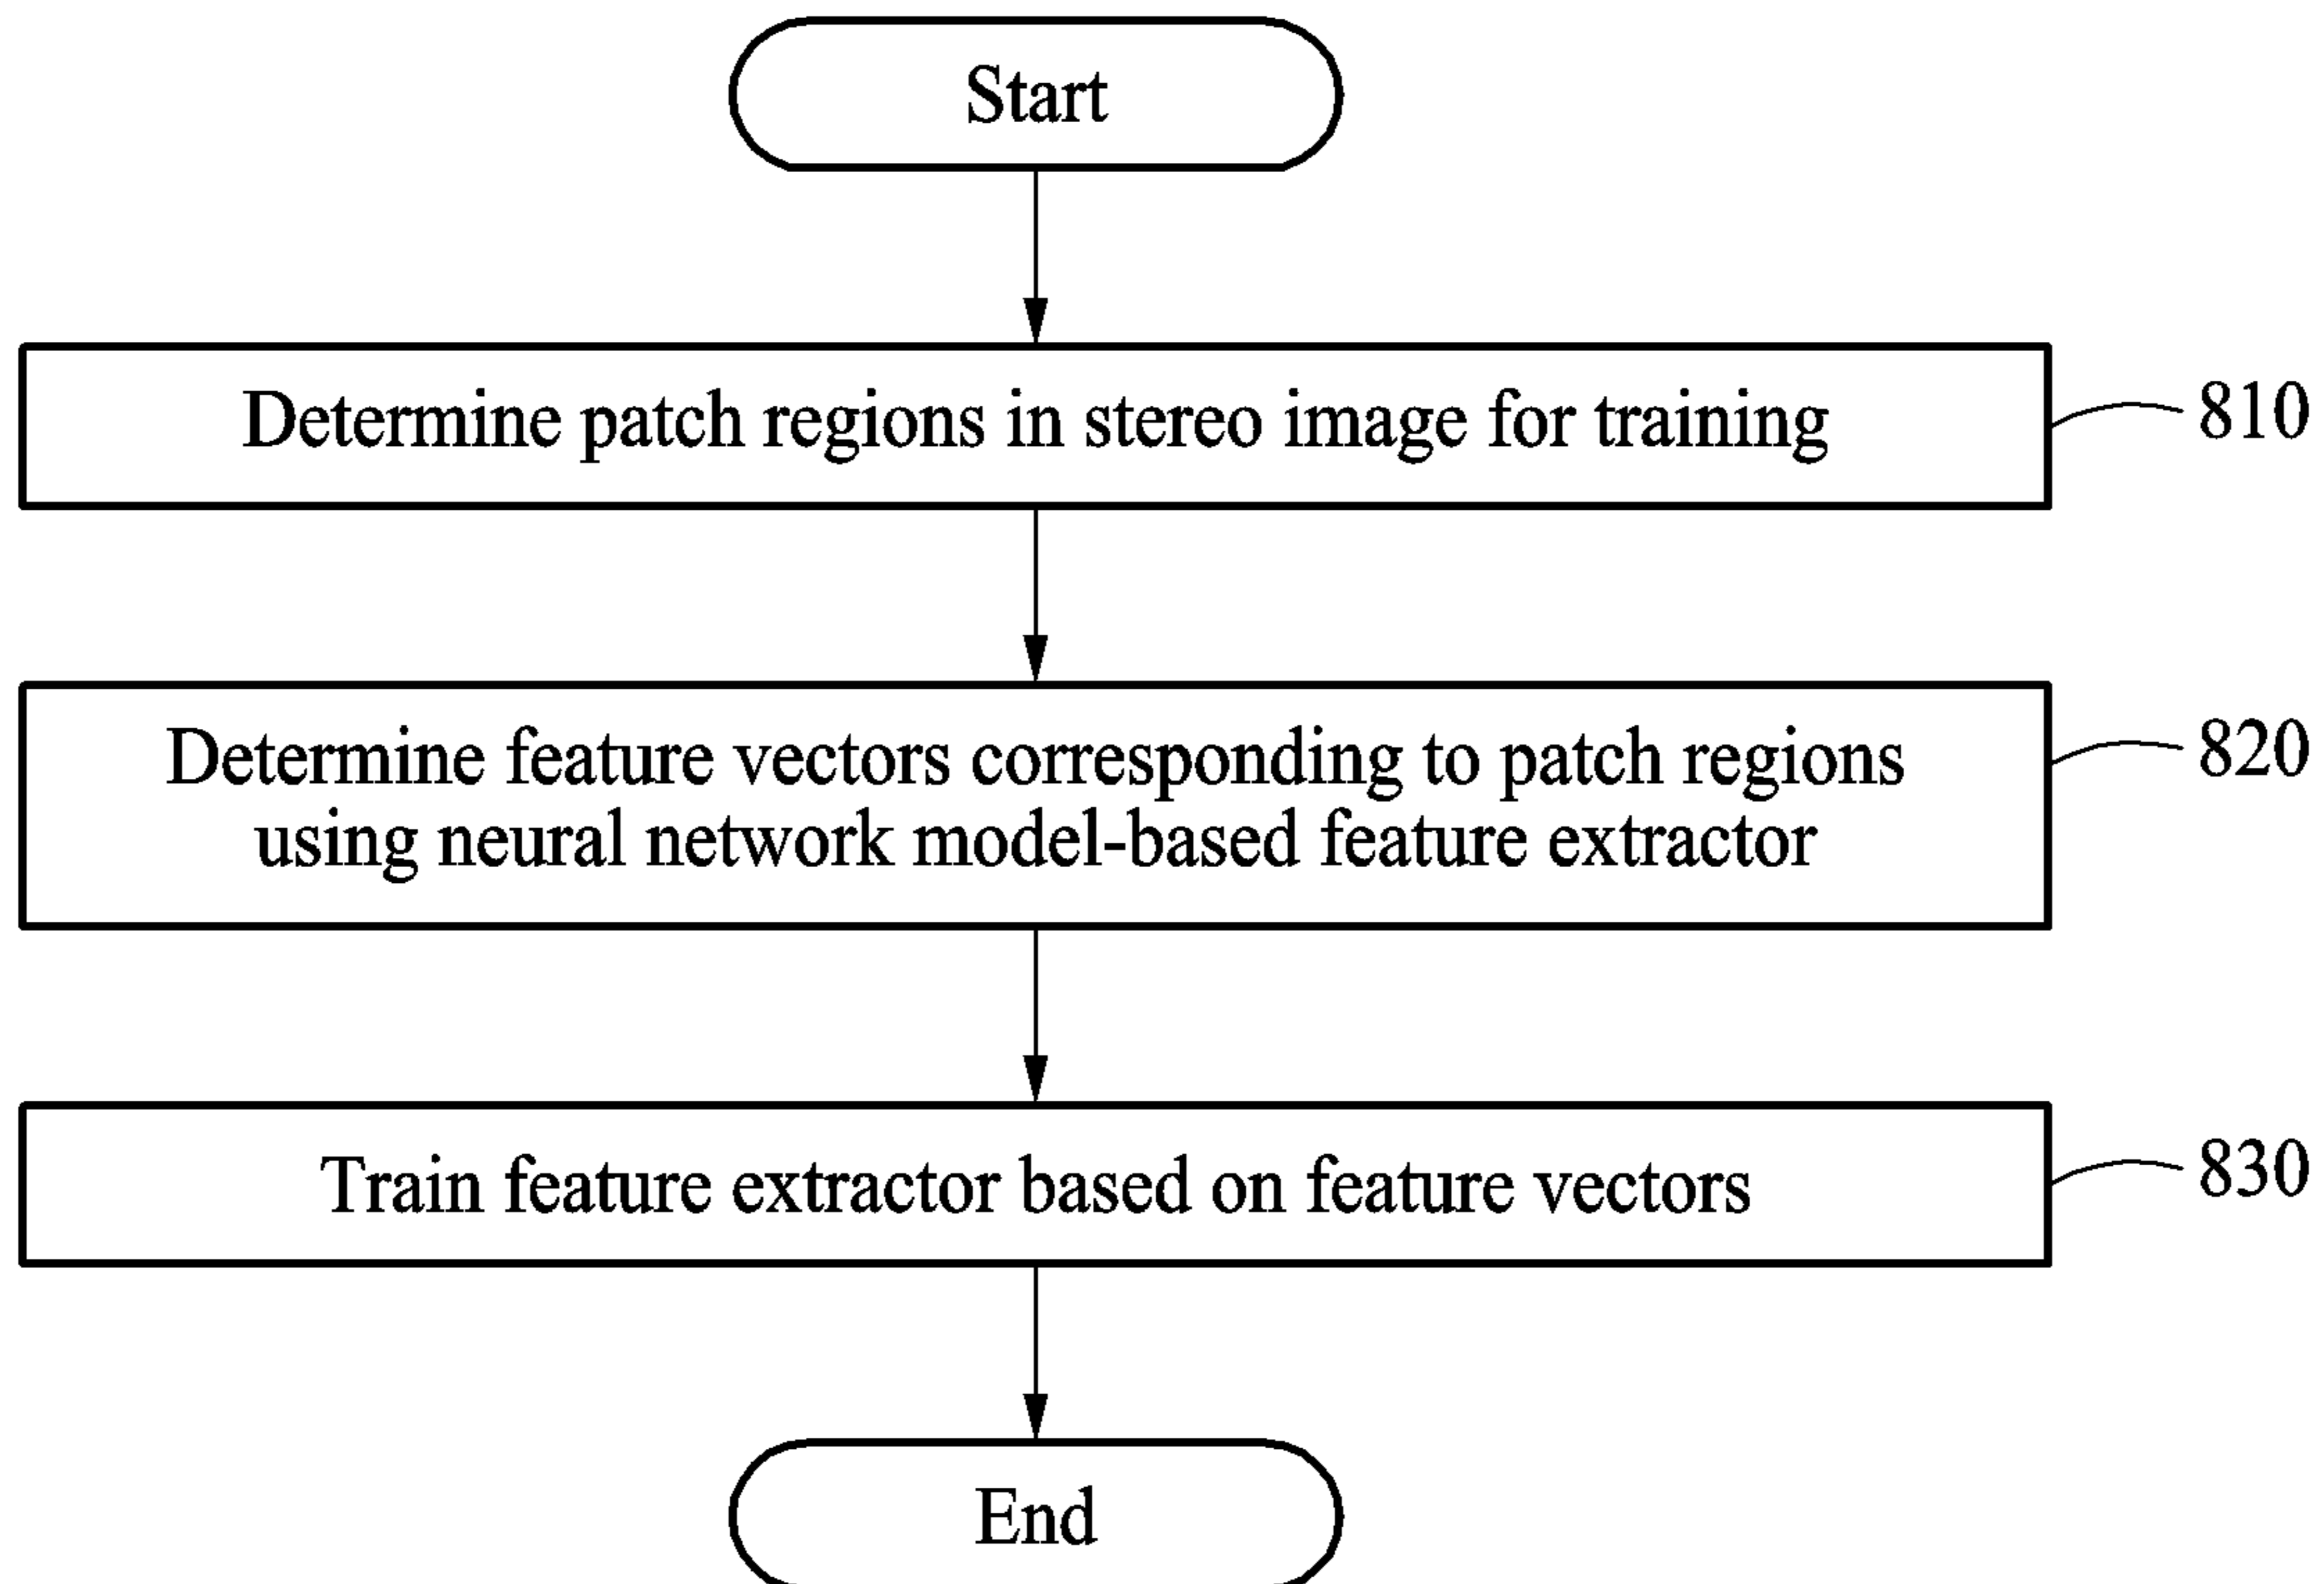 Start
Determine patch regions in stereo image for training
810
Determine feature vectors corresponding to patch regions
using neural network model-based feature extractor
820
Train feature extractor based on feature vectors
830
End